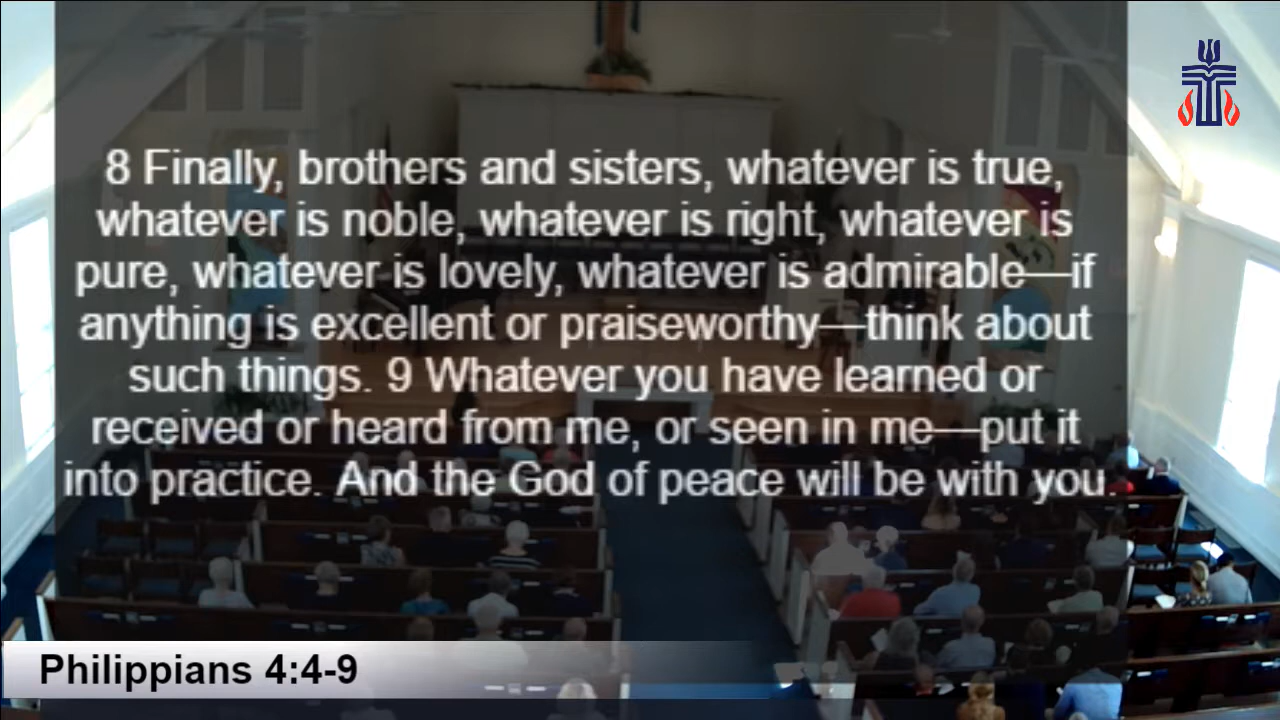 8 Finally, brothers and sisters, whatever is true,
whatever is noble, whatever is right, whatever is
pure, whatever is lovely, whatever is admirable—if
anything is excellent or praiseworthy—think about
such things. 9 Whatever you have learned or
received or heard from me, or seen in me—put it
into practice. And the God of peace will be with you.
Philippians 4:4-9